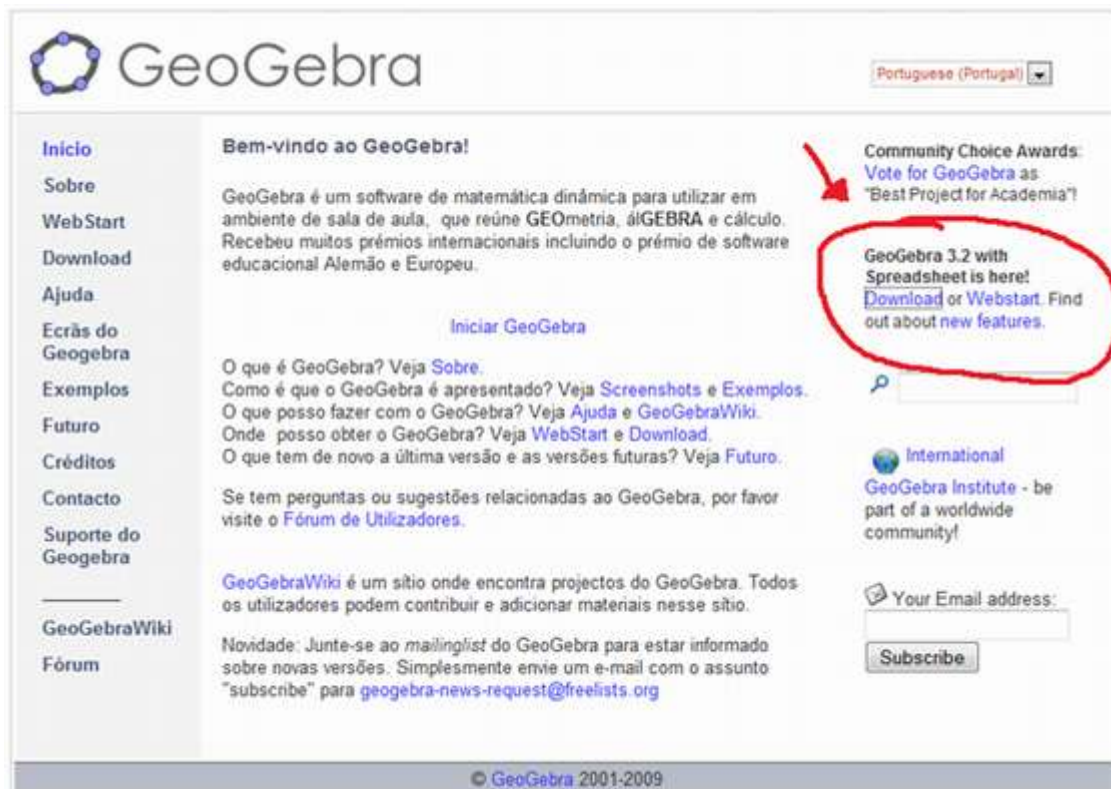 GeoGebra
Portuguese (Portugal)
Início
Sobre
WebStart
Download
Ajuda
Ecrãs do
Geogebra
Exemplos
Futuro
Créditos
Contacto
Suporte do
Geogebra
GeoGebraWiki
Fórum
Bem-vindo ao GeoGebra!
GeoGebra é um software de matemática dinâmica para utilizar em
ambiente de sala de aula, que reúne GEOmetria, álGEBRA e cálculo.
Recebeu muitos prémios internacionais incluindo o prémio de software
educacional Alemão e Europeu.
Iniciar GeoGebra
O que é GeoGebra? Veja Sobre.
Como é que o GeoGebra é apresentado? Veja Screenshots e Exemplos.
O que posso fazer com o GeoGebra? Veja Ajuda e GeoGebraWiki.
Onde posso obter o GeoGebra? Veja WebStart e Download.
O que tem de novo a última versão e as versões futuras? Veja Futuro.
Se tem perguntas ou sugestões relacionadas ao GeoGebra, por favor
visite o Fórum de Utilizadores.
GeoGebraWiki é um sítio onde encontra projectos do GeoGebra. Todos
os utilizadores podem contribuir e adicionar materiais nesse sítio.
Novidade: Junte-se ao mailinglist do GeoGebra para estar informado
sobre novas versões. Simplesmente envie um e-mail com o assunto
"subscribe" para geogebra-news-request@freelists.org
Community Choice Awards:
Vote for GeoGebra as
"Best Project for Academia"!
GeoGebra 3.2 with
Spreadsheet is here!
Download or Webstart. Find
out about new features.
International
GeoGebra Institute - be
part of a worldwide
community!
Your Email address:
Subscribe
© GeoGebra 2001-2009